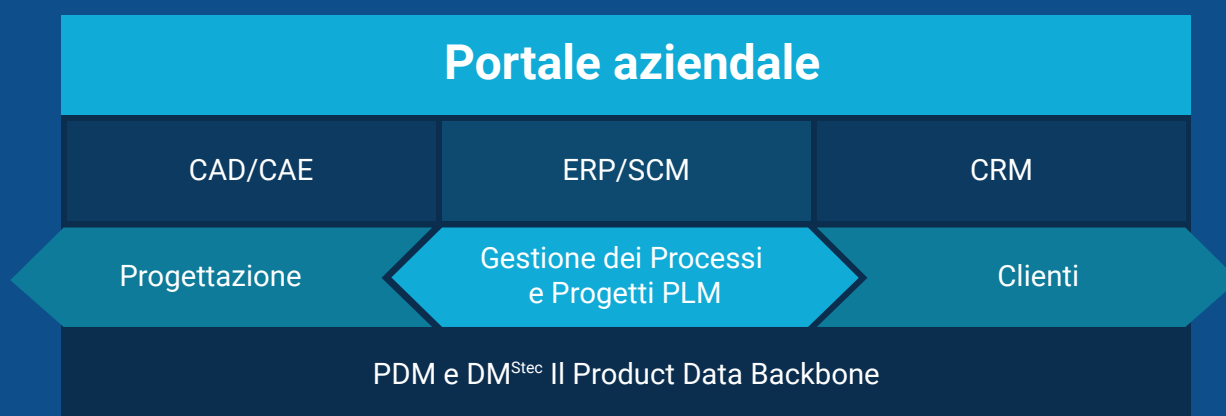 Portale aziendale
CAD/CAE
ERP/SCM
CRM
Progettazione
Gestione dei Processi
e Progetti PLM
Clienti
PDM e DMStec Il Product Data Backbone